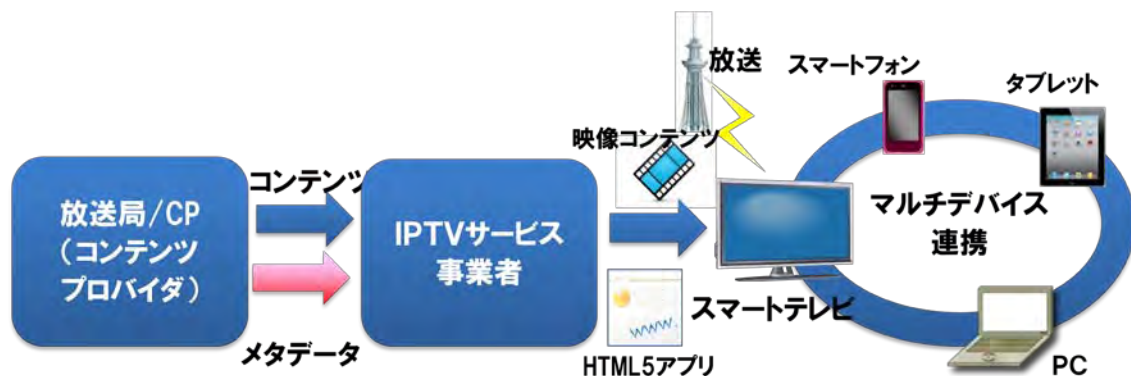 放送局/CP
(コンテンツ
プロバイダ)
コンテンツ
メタデータ
IPTVサービス
事業者
放送
映像コンテンツ
HTML5アプリ
スマートテレビ
スマートフォン
タブレット
マルチデバイス
連携
PC